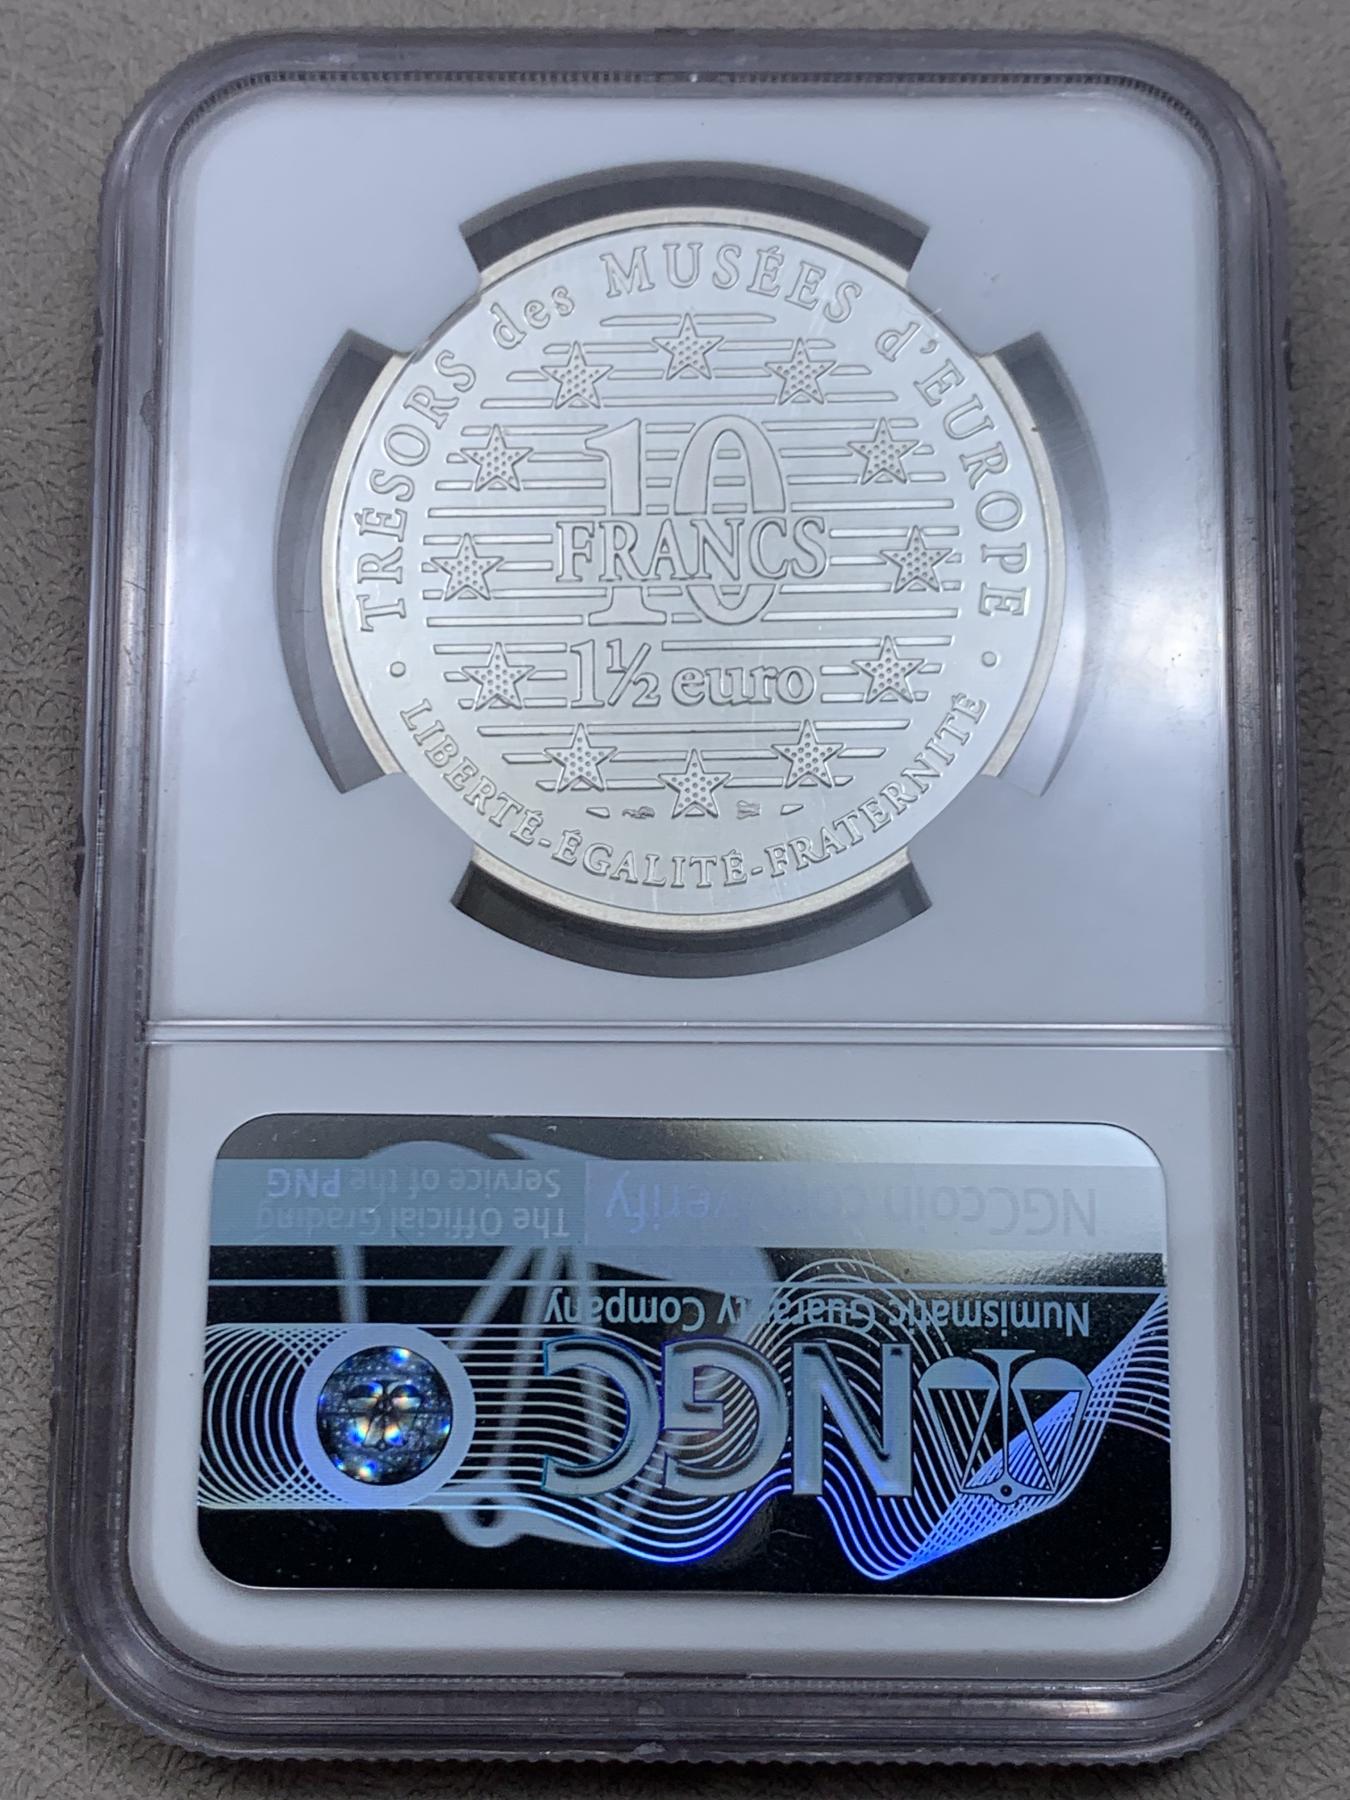 TRÉSORS des MUSÉES d'EUROPE
10
FRANCS
1½ euro
• LIBERTÉ-ÉGALITÉ-FRATERNITÉ •
NGC
Numismatic Guaranty Company
NGCcoin.com/verify
The Official Grading
Service of the PNG